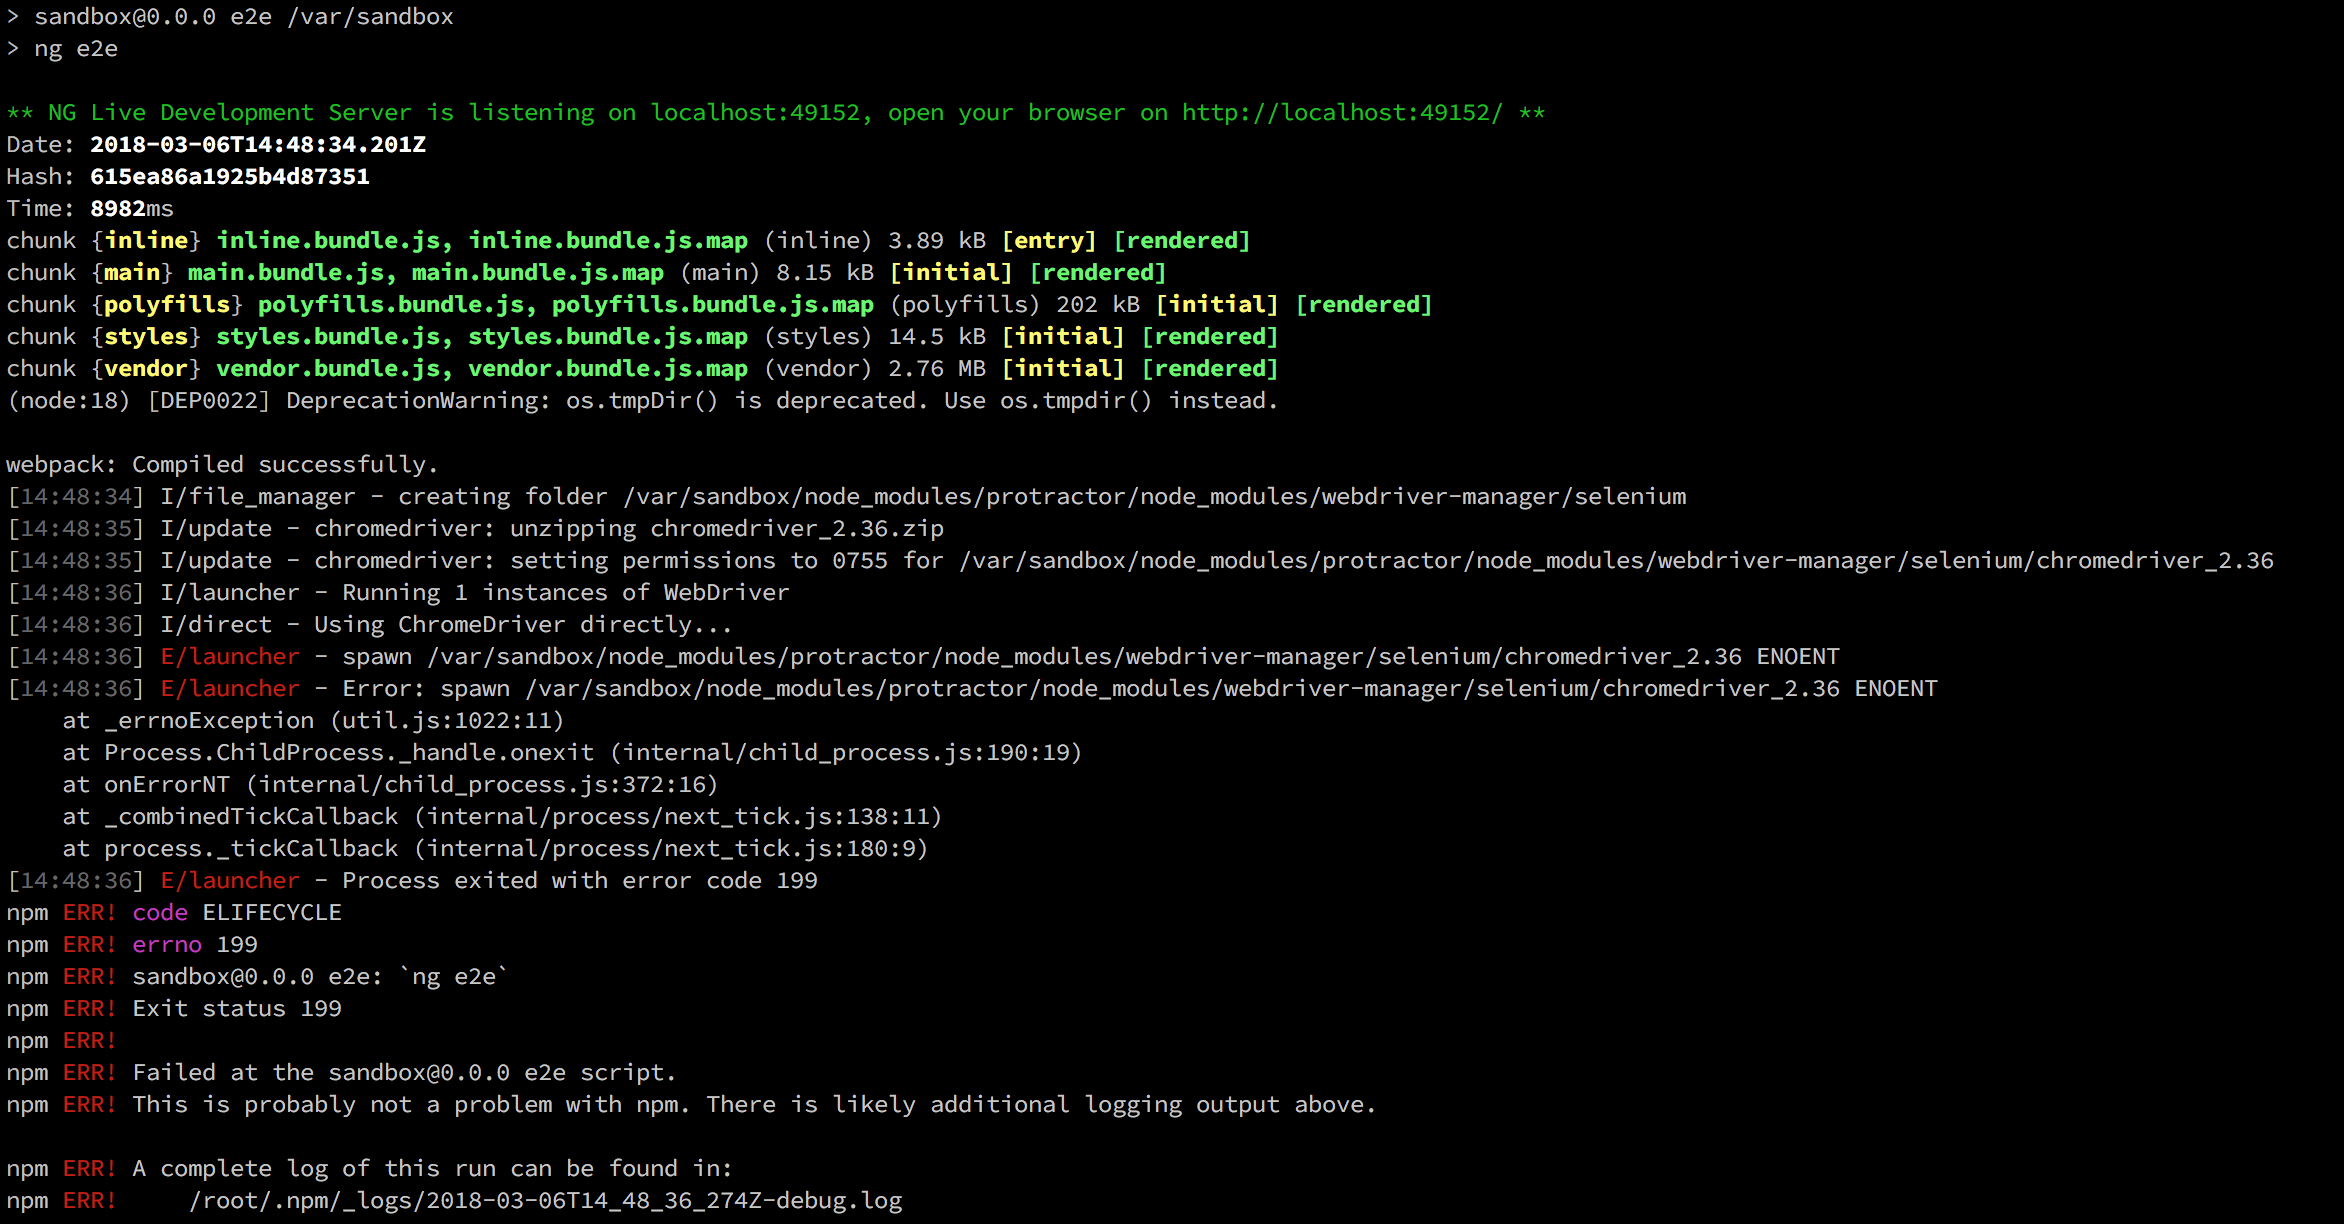 > sandbox@0.0.0 e2e /var/sandbox
> ng e2e
** NG Live Development Server is listening on localhost:49152, open your browser on http://localhost:49152/ **
Date: 2018-03-06T14:48:34.201Z
Hash: 615ea86a1925b4d87351
Time: 8982ms
chunk {inline} inline.bundle.js, inline.bundle.js.map (inline) 3.89 kB [entry] [rendered]
chunk {main} main.bundle.js, main.bundle.js.map (main) 8.15 kB [initial] [rendered]
chunk {polyfills} polyfills.bundle.js, polyfills.bundle.js.map (polyfills) 202 kB [initial] [rendered]
chunk {styles} styles.bundle.js, styles.bundle.js.map (styles) 14.5 kB [initial] [rendered]
chunk {vendor} vendor.bundle.js, vendor.bundle.js.map (vendor) 2.76 MB [initial] [rendered]
(node:18) [DEP0022] DeprecationWarning: os.tmpDir() is deprecated. Use os.tmpdir() instead.
webpack: Compiled successfully.
[14:48:34] I/file_manager - creating folder /var/sandbox/node_modules/protractor/node_modules/webdriver-manager/selenium
[14:48:35] I/update - chromedriver: unzipping chromedriver_2.36.zip
[14:48:35] I/update - chromedriver: setting permissions to 0755 for /var/sandbox/node_modules/protractor/node_modules/webdriver-manager/selenium/chromedriver_2.36
[14:48:36] I/launcher - Running 1 instances of WebDriver
[14:48:36] I/direct - Using ChromeDriver directly...
[14:48:36] E/launcher - spawn /var/sandbox/node_modules/protractor/node_modules/webdriver-manager/selenium/chromedriver_2.36 ENOENT
[14:48:36] E/launcher - Error: spawn /var/sandbox/node_modules/protractor/node_modules/webdriver-manager/selenium/chromedriver_2.36 ENOENT
    at _errnoException (util.js:1022:11)
    at Process.ChildProcess._handle.onexit (internal/child_process.js:190:19)
    at onErrorNT (internal/child_process.js:372:16)
    at _combinedTickCallback (internal/process/next_tick.js:138:11)
    at process._tickCallback (internal/process/next_tick.js:180:9)
[14:48:36] E/launcher - Process exited with error code 199
npm ERR! code ELIFECYCLE
npm ERR! errno 199
npm ERR! sandbox@0.0.0 e2e: `ng e2e`
npm ERR! Exit status 199
npm ERR!
npm ERR! Failed at the sandbox@0.0.0 e2e script.
npm ERR! This is probably not a problem with npm. There is likely additional logging output above.
npm ERR! A complete log of this run can be found in:
npm ERR!     /root/.npm/_logs/2018-03-06T14_48_36_274Z-debug.log